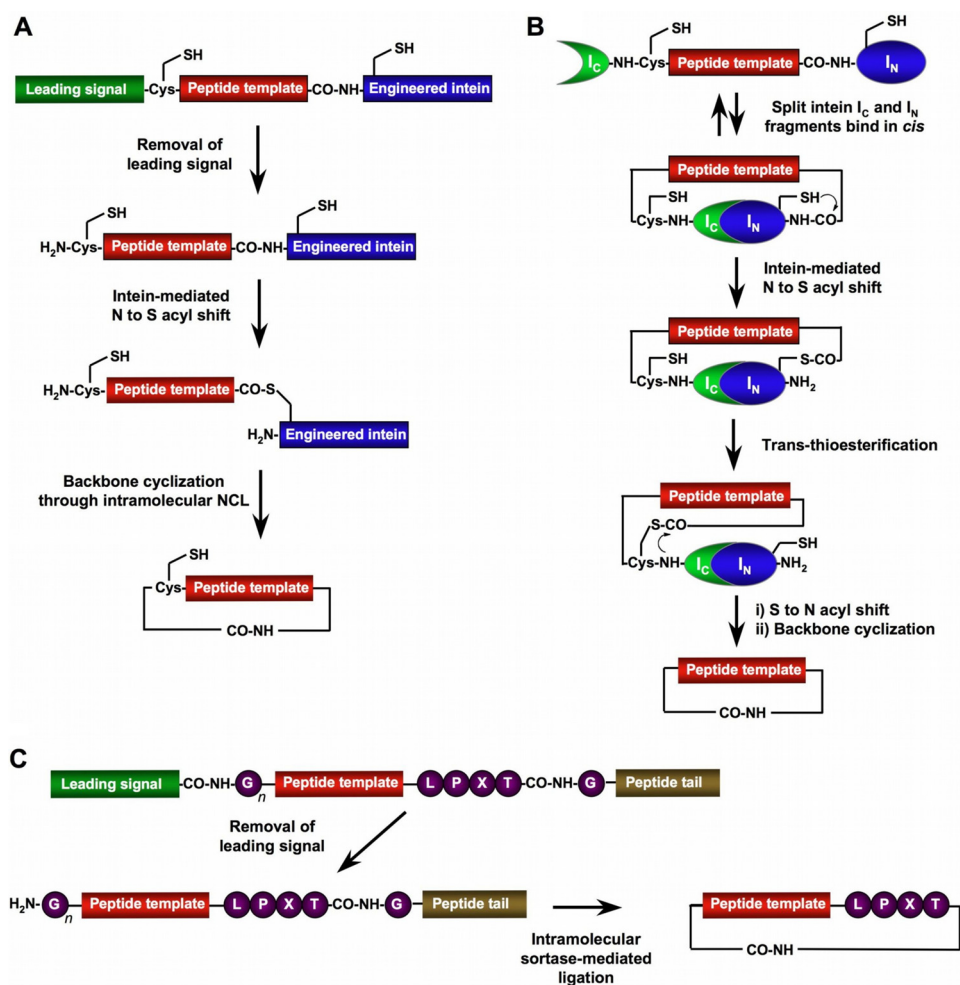 A
SH
SH
Leading signal -Cys- Peptide template -CO-NH- Engineered intein
Removal of
leading signal
SH
SH
H2N-Cys- Peptide template -CO-NH- Engineered intein
Intein-mediated
N to S acyl shift
SH
H2N-Cys- Peptide template -CO-S
H2N- Engineered intein
Backbone cyclization
through intramolecular NCL
SH
Cys- Peptide template
CO-NH
B
SH
SH
IC -NH-Cys- Peptide template -CO-NH- IN
Split intein IC and IN
fragments bind in cis
Peptide template
SH
SH
Cys-NH- IC IN -NH-CO
Intein-mediated
N to S acyl shift
Peptide template
SH
S-CO
Cys-NH- IC IN -NH2
Trans-thioesterification
Peptide template
S-CO
SH
Cys-NH- IC IN -NH2
i) S to N acyl shift
ii) Backbone cyclization
Peptide template
CO-NH
C
Leading signal -CO-NH- G n Peptide template L P X T -CO-NH- G Peptide tail
Removal of
leading signal
H2N- G n Peptide template L P X T -CO-NH- G Peptide tail
Intramolecular
sortase-mediated
ligation
Peptide template L P X T
CO-NH